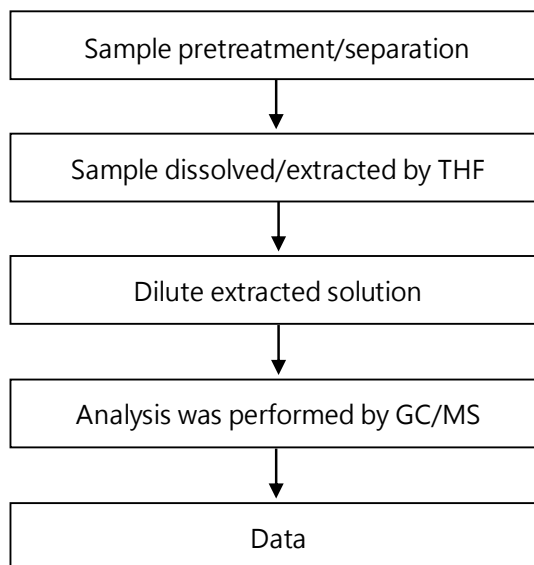 Sample pretreatment/separation
Sample dissolved/extracted by THF
Dilute extracted solution
Analysis was performed by GC/MS
Data